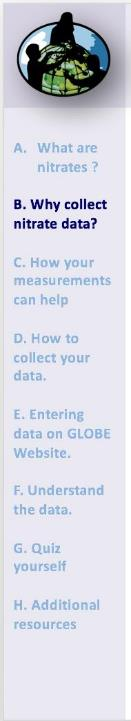 A. What are
nitrates ?
B. Why collect
nitrate data?
C. How your
measurements
can help
D. How to
collect your
data.
E. Entering
data on GLOBE
Website.
F. Understand
the data.
G. Quiz
yourself
H. Additional
resources